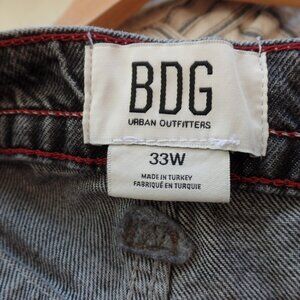 BDG
URBAN OUTFITTERS
33W
MADE IN TURKEY
FABRIQUÉ EN TURQUIE